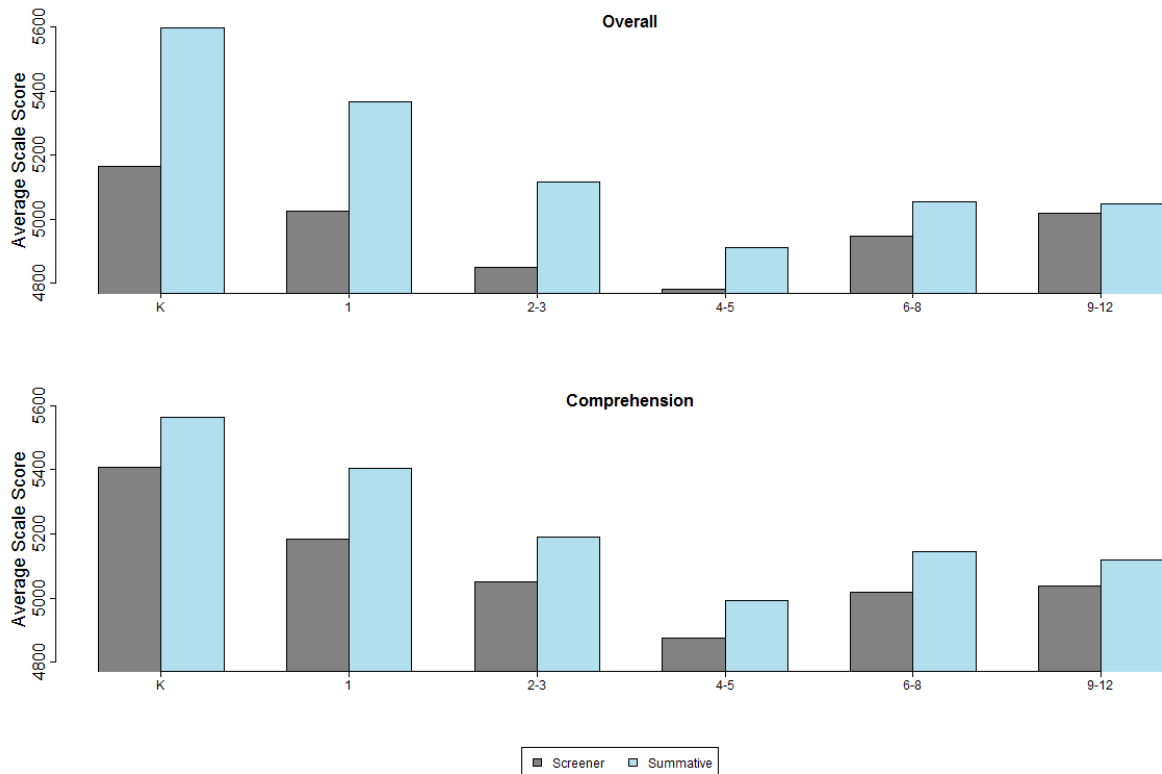 Overall
Average Scale Score
5600
5400
5200
5000
4800
K 1 2-3 4-5 6-8 9-12
Comprehension
Average Scale Score
5600
5400
5200
5000
4800
K 1 2-3 4-5 6-8 9-12
Screener Summative